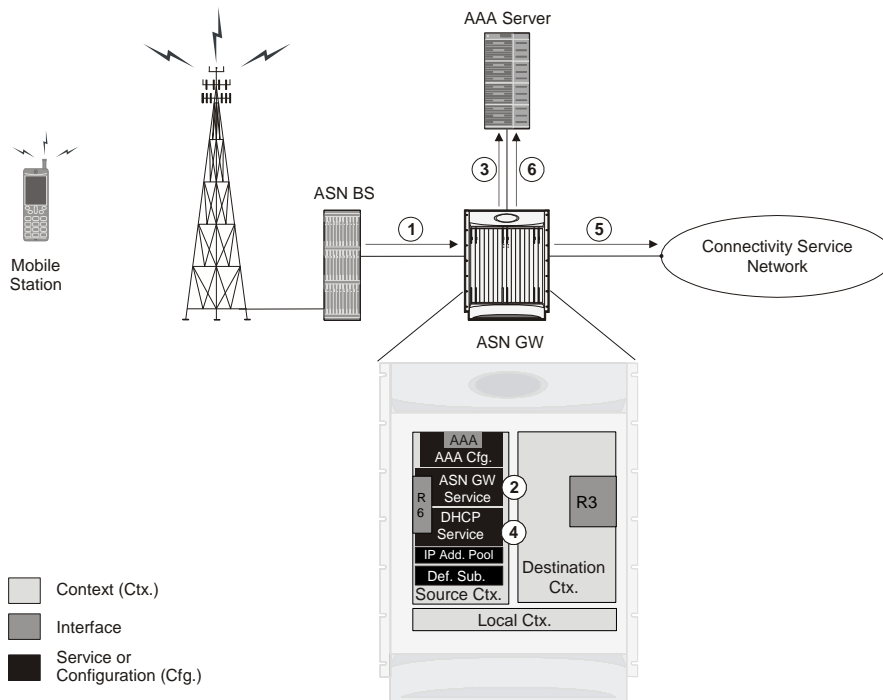 AAA Server
3
6
ASN BS
1
5
Mobile
Station
Connectivity Service
Network
ASN GW
AAA
AAA Cfg.
ASN GW
Service
2
R
6
R3
DHCP
Service
4
IP Add. Pool
Def. Sub.
Source Ctx.
Destination
Ctx.
Local Ctx.
Context (Ctx.)
Interface
Service or
Configuration (Cfg.)